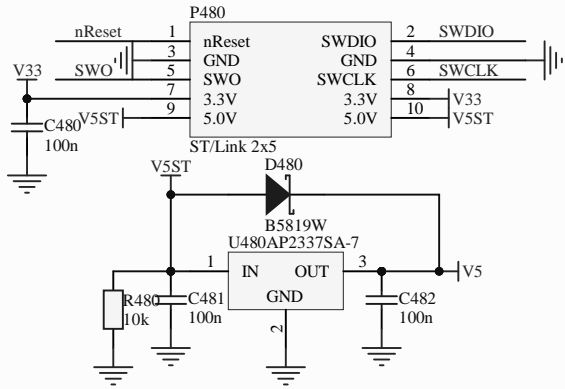 P480
nReset 1 nReset SWDIO 2 SWDIO
3 GND GND 4
V33 SWO 5 SWO SWCLK 6 SWCLK
7 3.3V 3.3V 8 V33
V5ST 9 5.0V 5.0V 10 V5ST
C480
100n
ST/Link 2x5
V5ST D480
B5819W
U480AP2337SA-7
1 IN OUT 3 V5
R480 C481 GND C482
10k 100n 2 100n